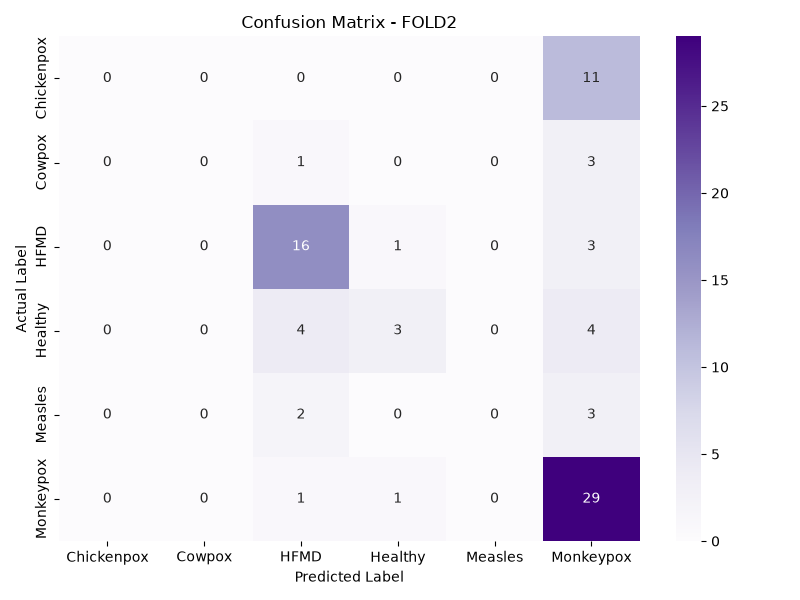 Confusion Matrix - FOLD2
Actual Label
Chickenpox 0 0 0 0 0 11
Cowpox 0 0 1 0 0 3
HFMD 0 0 16 1 0 3
Healthy 0 0 4 3 0 4
Measles 0 0 2 0 0 3
Monkeypox 0 0 1 1 0 29
Chickenpox Cowpox HFMD Healthy Measles Monkeypox
Predicted Label
25
20
15
10
5
0